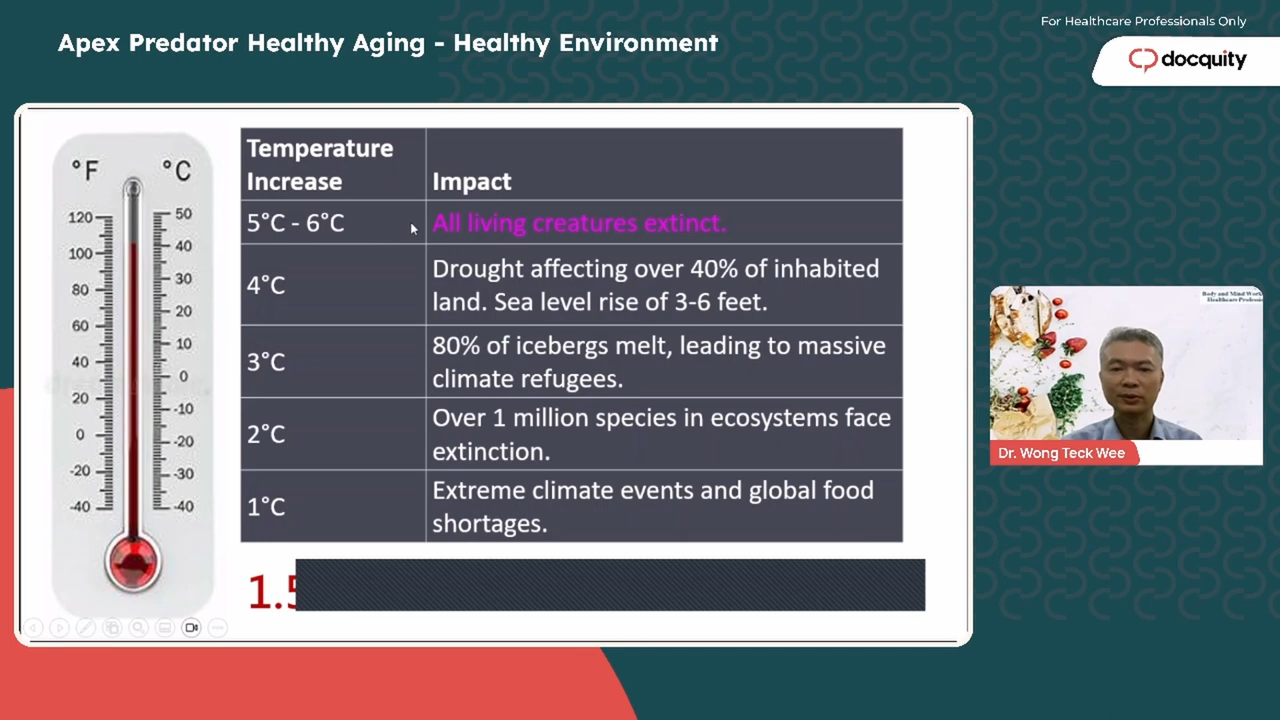 For Healthcare Professionals Only
Apex Predator Healthy Aging - Healthy Environment
docquity
°F °C
120 50
100 40
80 30
60 20
40 10
20 0
0 -10
-20 -20
-40 -30
-40
Temperature Increase Impact
5°C - 6°C All living creatures extinct.
4°C Drought affecting over 40% of inhabited
land. Sea level rise of 3-6 feet.
3°C 80% of icebergs melt, leading to massive
climate refugees.
2°C Over 1 million species in ecosystems face
extinction.
1°C Extreme climate events and global food
shortages.
1.5
Body and Mind
Dr. Wong Teck Wee